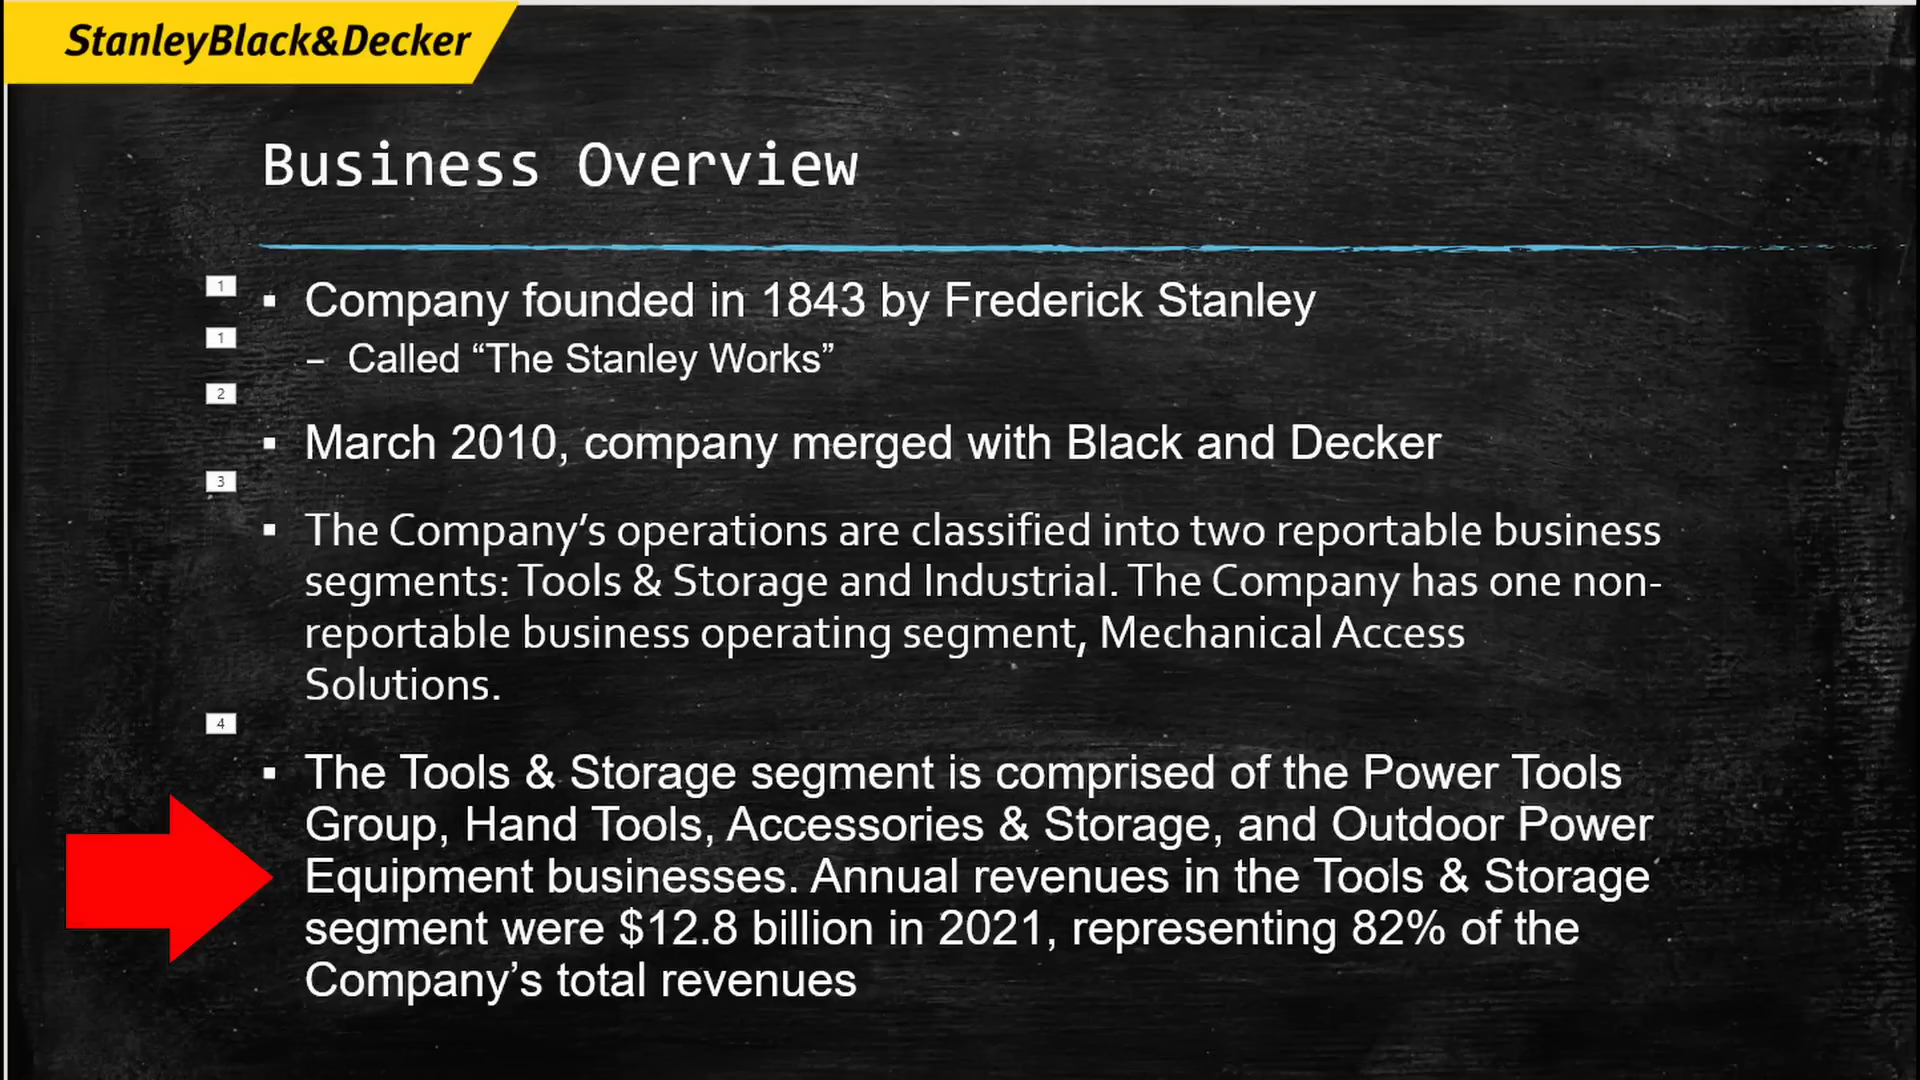 StanleyBlack&Decker
Business Overview
1
▪ Company founded in 1843 by Frederick Stanley
1
– Called “The Stanley Works”
2
▪ March 2010, company merged with Black and Decker
3
▪ The Company’s operations are classified into two reportable business
segments: Tools & Storage and Industrial. The Company has one non-
reportable business operating segment, Mechanical Access
Solutions.
4
▪ The Tools & Storage segment is comprised of the Power Tools
Group, Hand Tools, Accessories & Storage, and Outdoor Power
Equipment businesses. Annual revenues in the Tools & Storage
segment were $12.8 billion in 2021, representing 82% of the
Company’s total revenues